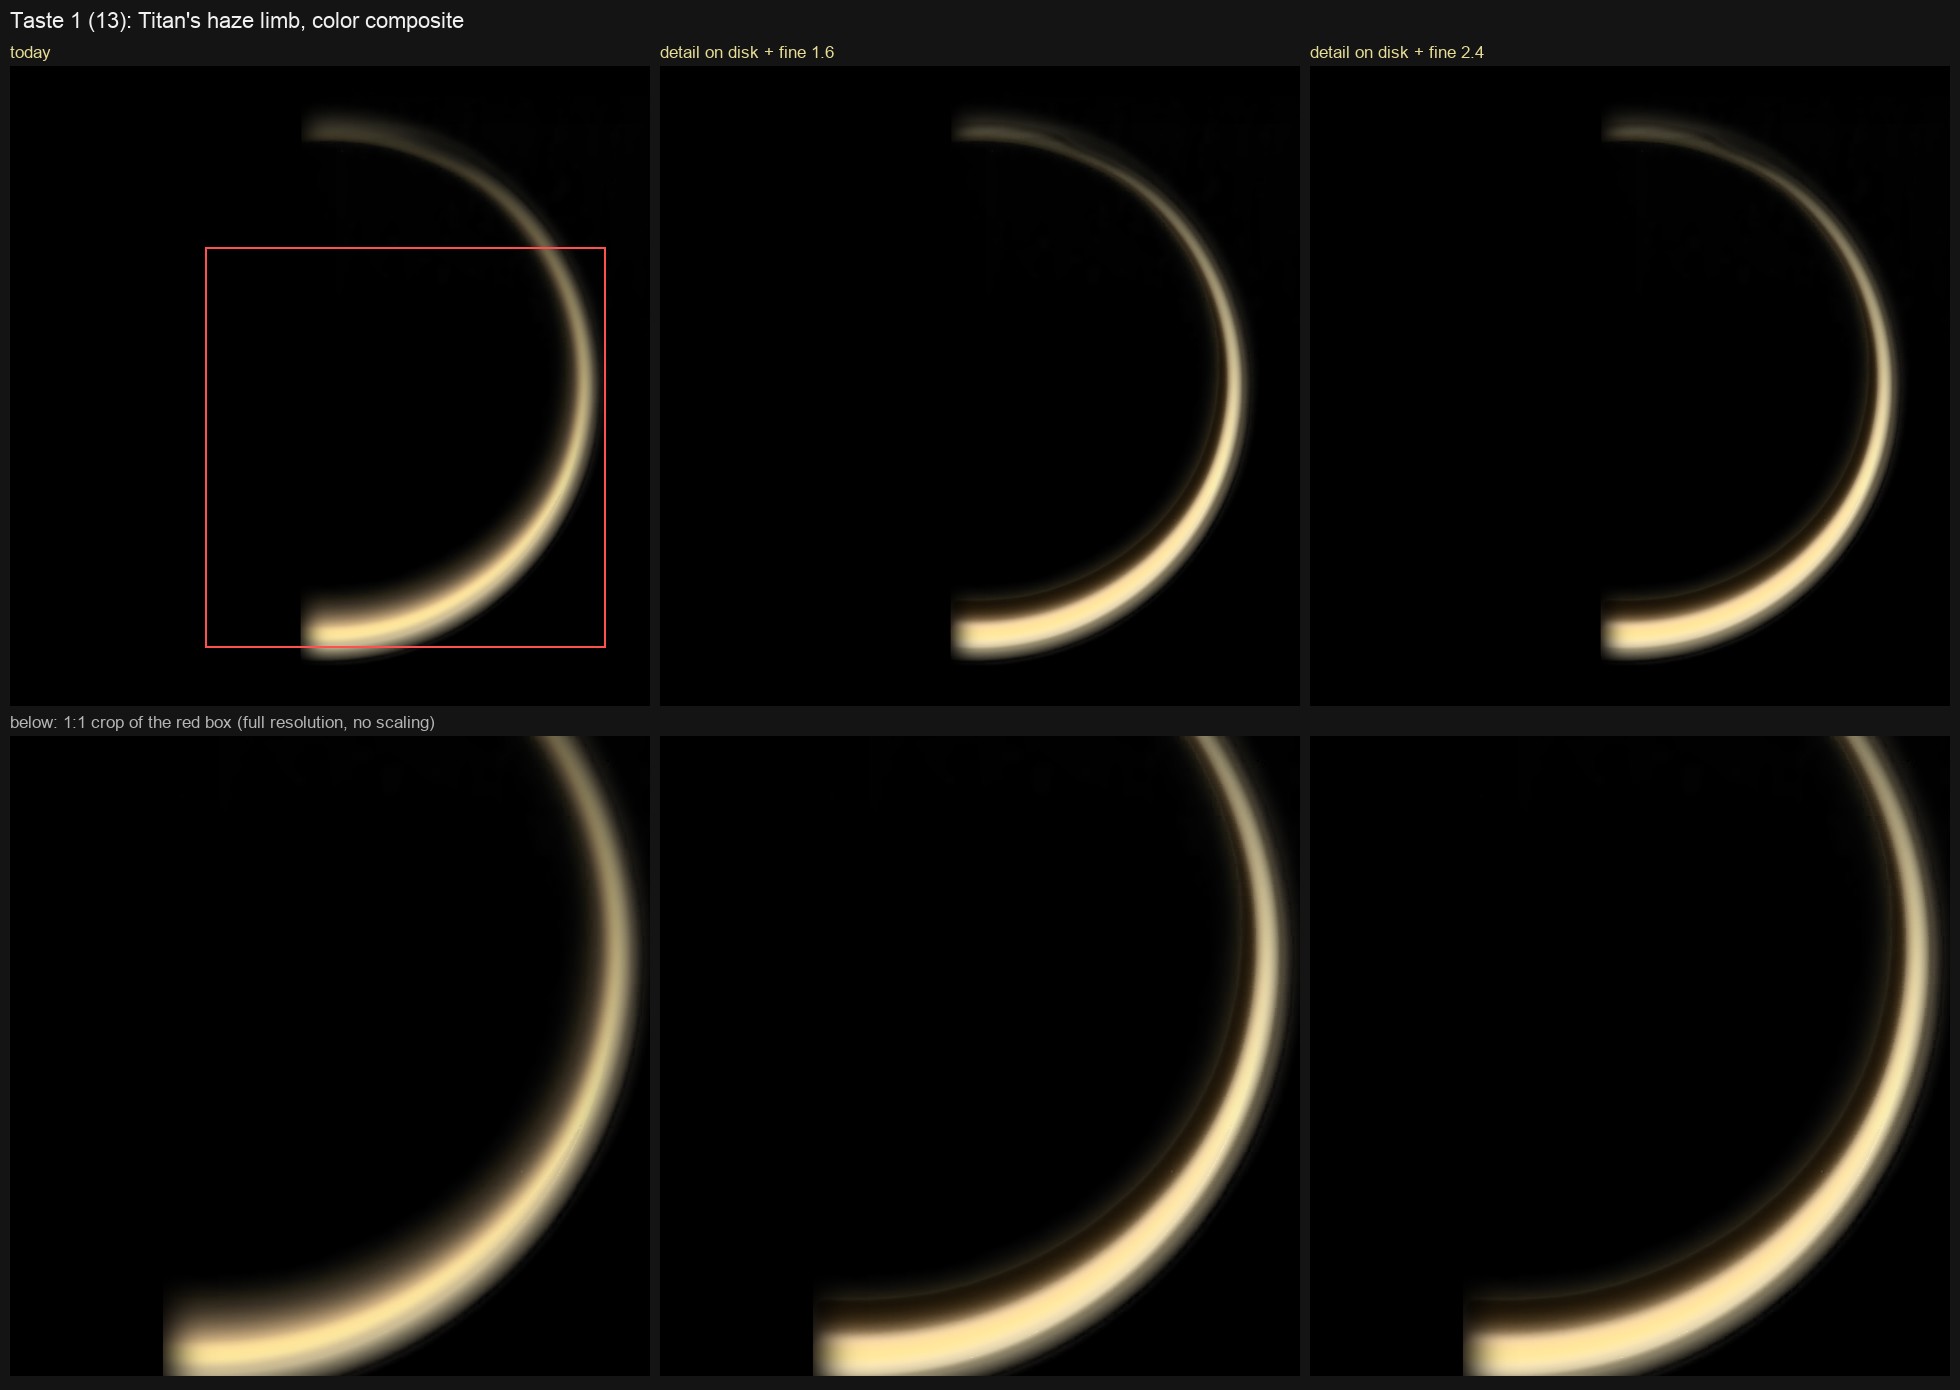 Taste 1 (13): Titan's haze limb, color composite
today
detail on disk + fine 1.6
detail on disk + fine 2.4
below: 1:1 crop of the red box (full resolution, no scaling)